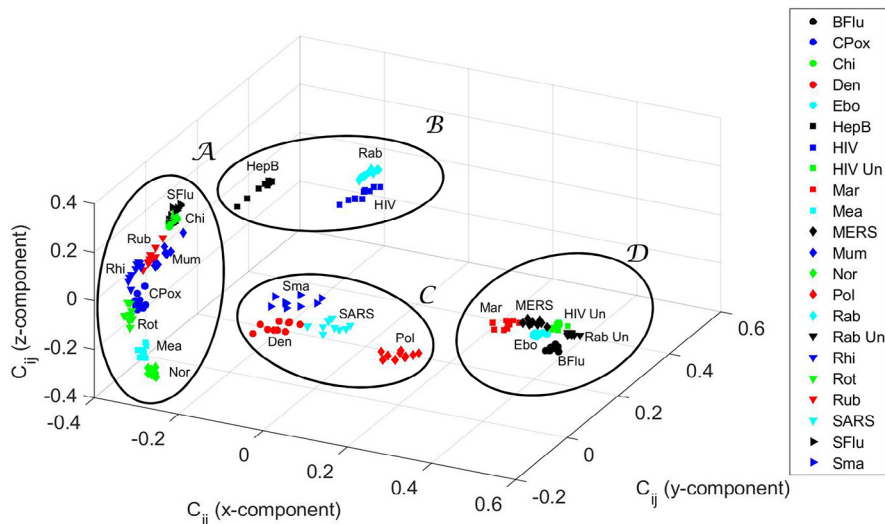 A
B
C
D
SFlu
Chi
Rub
Mum
Rhi
CPox
Rot
Mea
Nor
HepB
Rab
HIV
Sma
SARS
Den
Pol
Mar
MERS
HIV Un
Rab Un
Ebo
BFlu
0.4
0.2
0
-0.2
-0.4
C_ij (z-component)
-0.4
-0.2
0
0.2
0.4
0.6
C_ij (x-component)
-0.2
0
0.2
0.4
0.6
C_ij (y-component)
BFlu
CPox
Chi
Den
Ebo
HepB
HIV
HIV Un
Mar
Mea
MERS
Mum
Nor
Pol
Rab
Rab Un
Rhi
Rot
Rub
SARS
SFlu
Sma